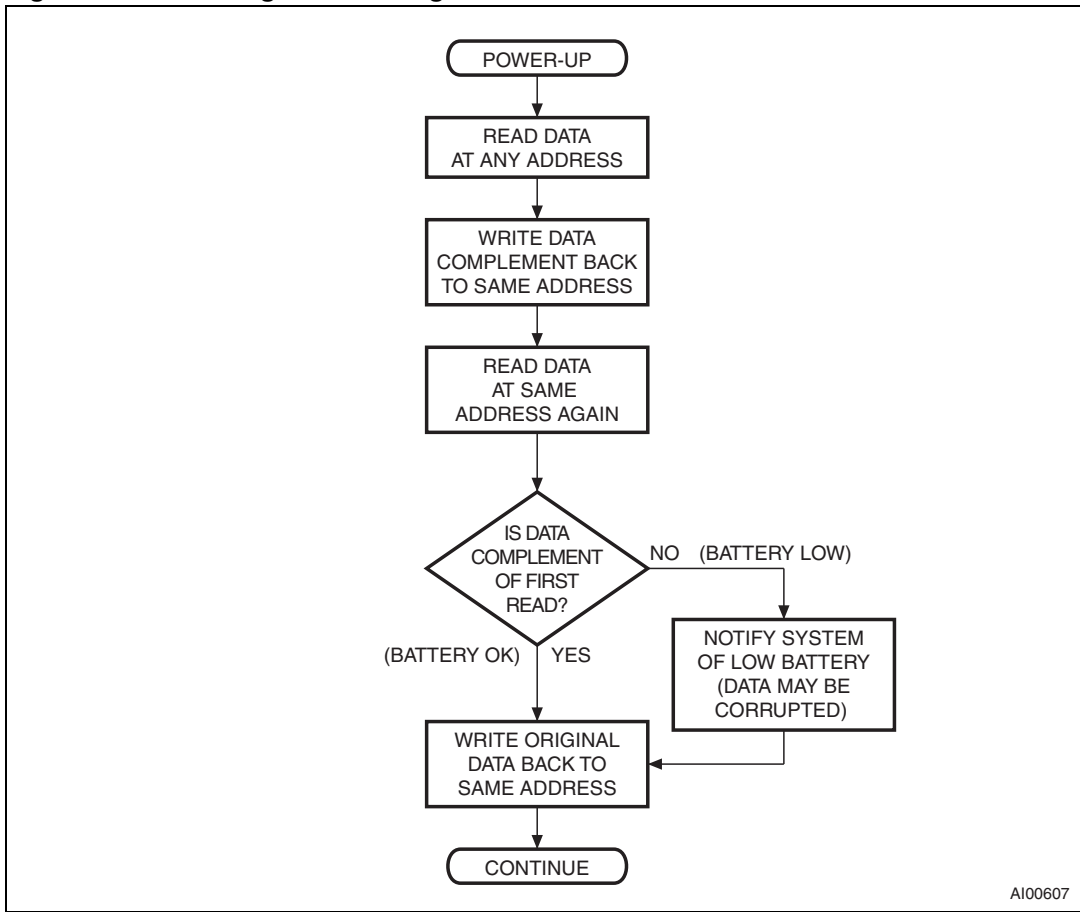 POWER-UP
READ DATA
AT ANY ADDRESS
WRITE DATA
COMPLEMENT BACK
TO SAME ADDRESS
READ DATA
AT SAME
ADDRESS AGAIN
IS DATA
COMPLEMENT
OF FIRST
READ?
NO (BATTERY LOW)
NOTIFY SYSTEM
OF LOW BATTERY
(DATA MAY BE
CORRUPTED)
(BATTERY OK) YES
WRITE ORIGINAL
DATA BACK TO
SAME ADDRESS
CONTINUE
AI00607